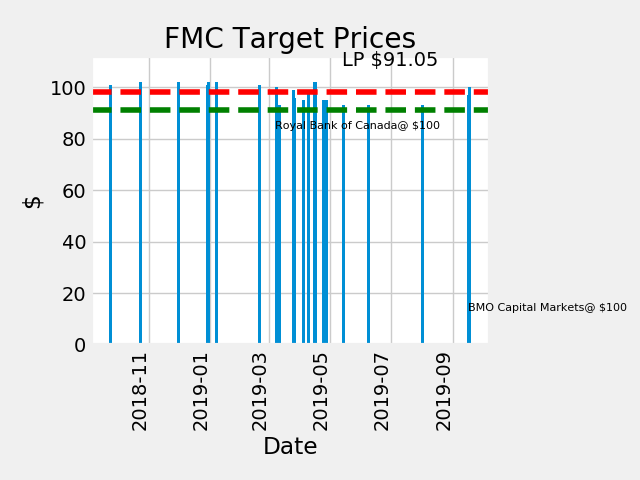 FMC Target Prices
LP $91.05
100
80
60
40
20
0
$
Royal Bank of Canada@ $100
BMO Capital Markets@ $100
2018-11
2019-01
2019-03
2019-05
2019-07
2019-09
Date